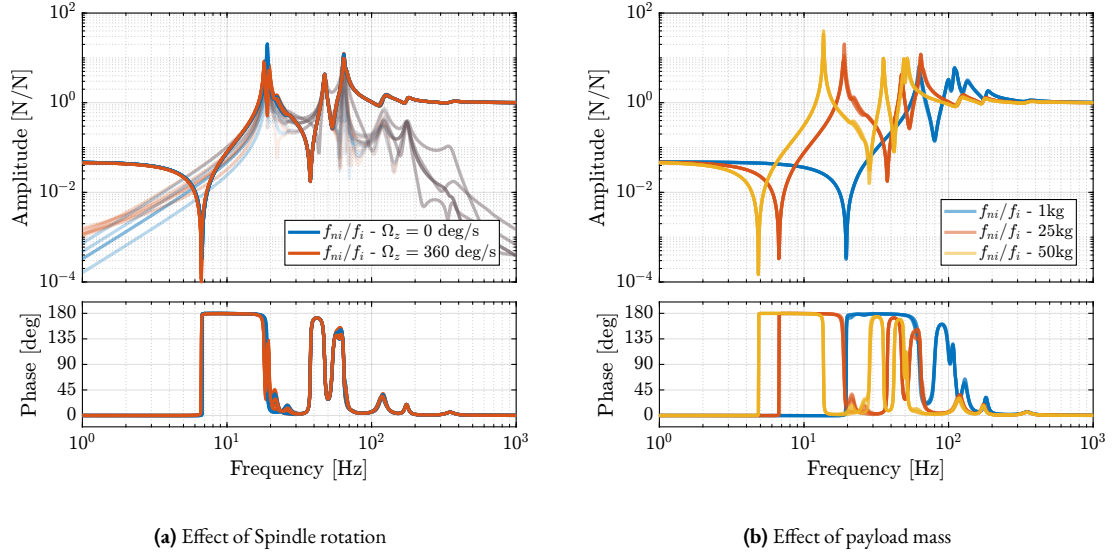 10^2
10^0
10^−2
10^−4
Amplitude [N/N]
f_ni/f_i - Ω_z = 0 deg/s
f_ni/f_i - Ω_z = 360 deg/s
180
135
90
45
0
Phase [deg]
10^0 10^1 10^2 10^3
Frequency [Hz]
(a) Effect of Spindle rotation
10^2
10^0
10^−2
10^−4
Amplitude [N/N]
f_ni/f_i - 1kg
f_ni/f_i - 25kg
f_ni/f_i - 50kg
180
135
90
45
0
Phase [deg]
10^0 10^1 10^2 10^3
Frequency [Hz]
(b) Effect of payload mass